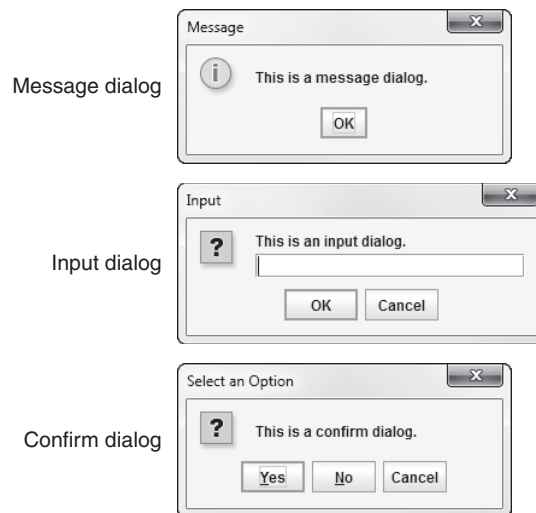 Message dialog
Message
X
i
This is a message dialog.
OK
Input dialog
Input
X
?
This is an input dialog.
OK Cancel
Confirm dialog
Select an Option
X
?
This is a confirm dialog.
Yes No Cancel